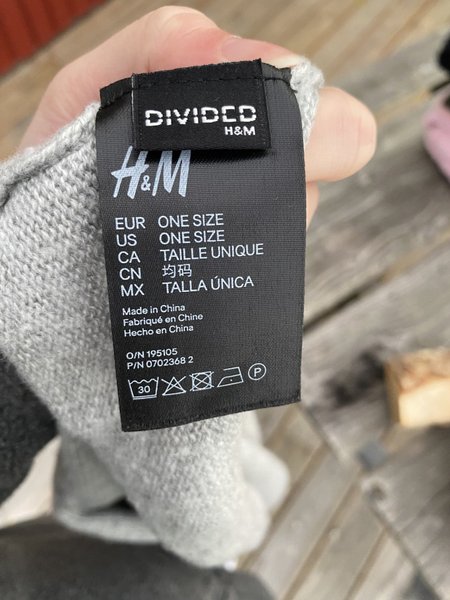 DIVIDED
H&M
H&M
EUR ONE SIZE
US ONE SIZE
CA TAILLE UNIQUE
CN 均码
MX TALLA ÚNICA
Made in China
Fabriqué en Chine
Hecho en China
O/N 195105
P/N 0702368 2
30 P